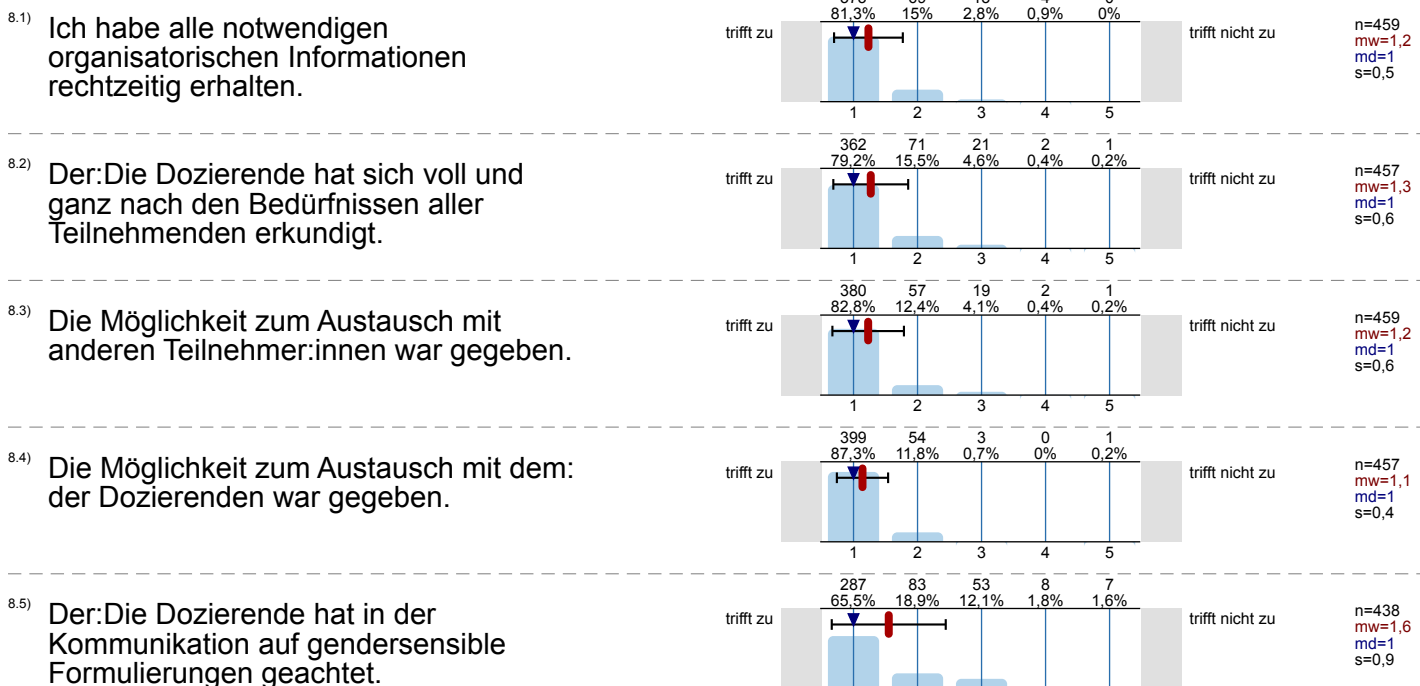 81,3% 15% 2,8% 0,9% 0%
8.1) Ich habe alle notwendigen
organisatorischen Informationen
rechtzeitig erhalten.
trifft zu
trifft nicht zu
n=459
mw=1,2
md=1
s=0,5
1 2 3 4 5
362 71 21 2 1
79,2% 15,5% 4,6% 0,4% 0,2%
8.2) Der:Die Dozierende hat sich voll und
ganz nach den Bedürfnissen aller
Teilnehmenden erkundigt.
trifft zu
trifft nicht zu
n=457
mw=1,3
md=1
s=0,6
1 2 3 4 5
380 57 19 2 1
82,8% 12,4% 4,1% 0,4% 0,2%
8.3) Die Möglichkeit zum Austausch mit
anderen Teilnehmer:innen war gegeben.
trifft zu
trifft nicht zu
n=459
mw=1,2
md=1
s=0,6
1 2 3 4 5
399 54 3 0 1
87,3% 11,8% 0,7% 0% 0,2%
8.4) Die Möglichkeit zum Austausch mit dem:
der Dozierenden war gegeben.
trifft zu
trifft nicht zu
n=457
mw=1,1
md=1
s=0,4
1 2 3 4 5
287 83 53 8 7
65,5% 18,9% 12,1% 1,8% 1,6%
8.5) Der:Die Dozierende hat in der
Kommunikation auf gendersensible
Formulierungen geachtet.
trifft zu
trifft nicht zu
n=438
mw=1,6
md=1
s=0,9